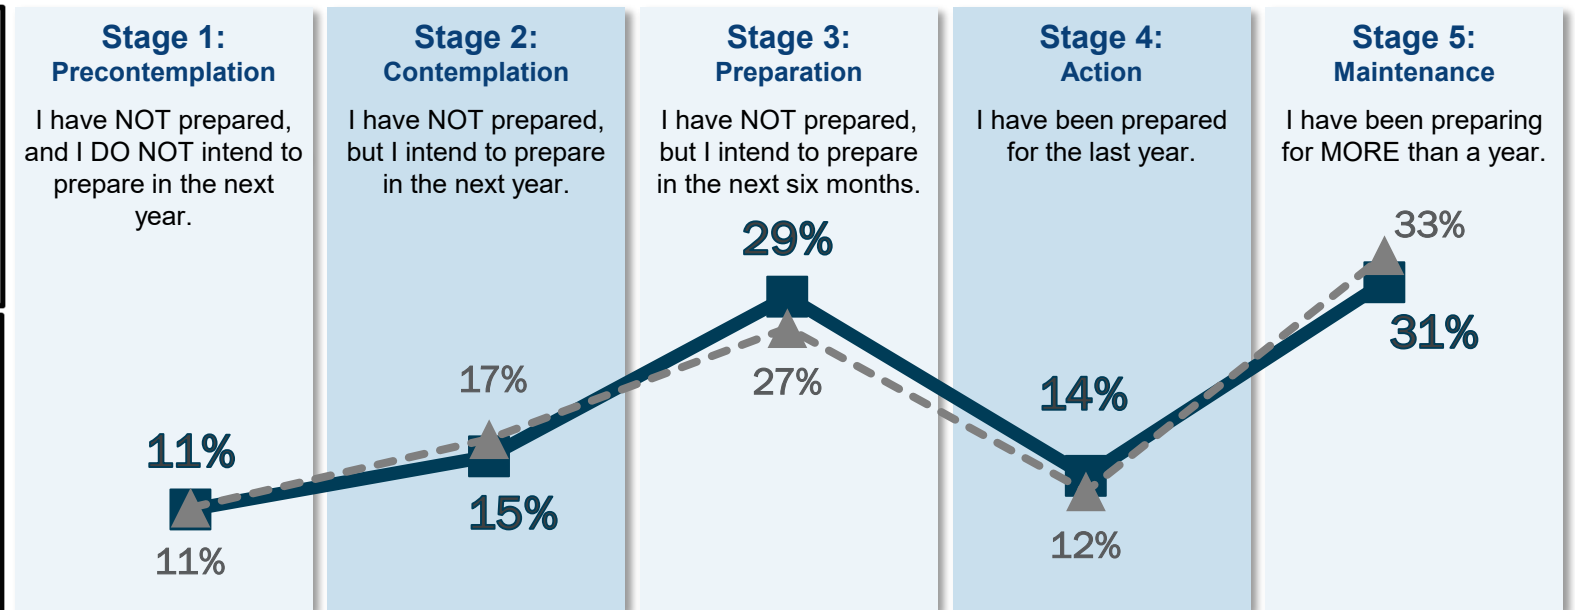 Stage 1:
Precontemplation
I have NOT prepared,
and I DO NOT intend to
prepare in the next
year.
11%
11%
Stage 2:
Contemplation
I have NOT prepared,
but I intend to prepare
in the next year.
17%
15%
Stage 3:
Preparation
I have NOT prepared,
but I intend to prepare
in the next six months.
29%
27%
Stage 4:
Action
I have been prepared
for the last year.
14%
12%
Stage 5:
Maintenance
I have been preparing
for MORE than a year.
33%
31%